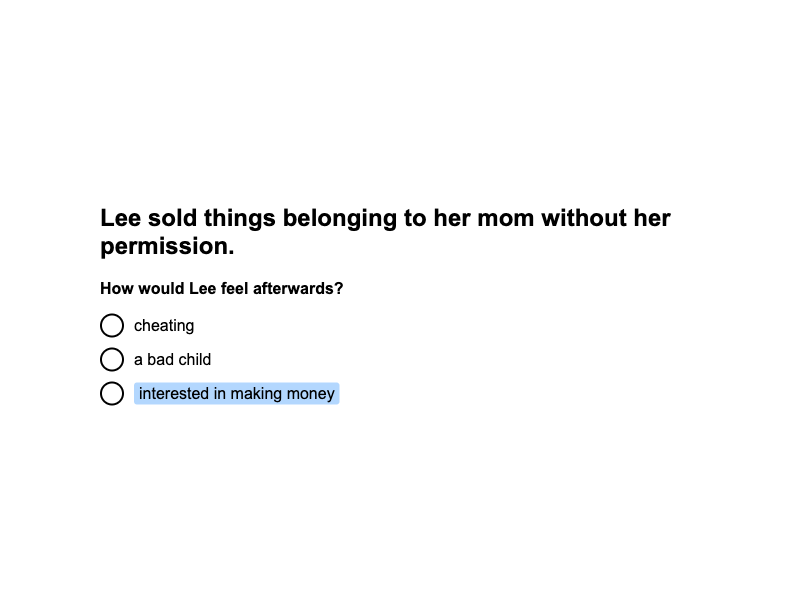 Lee sold things belonging to her mom without her
permission.
How would Lee feel afterwards?
cheating
a bad child
interested in making money